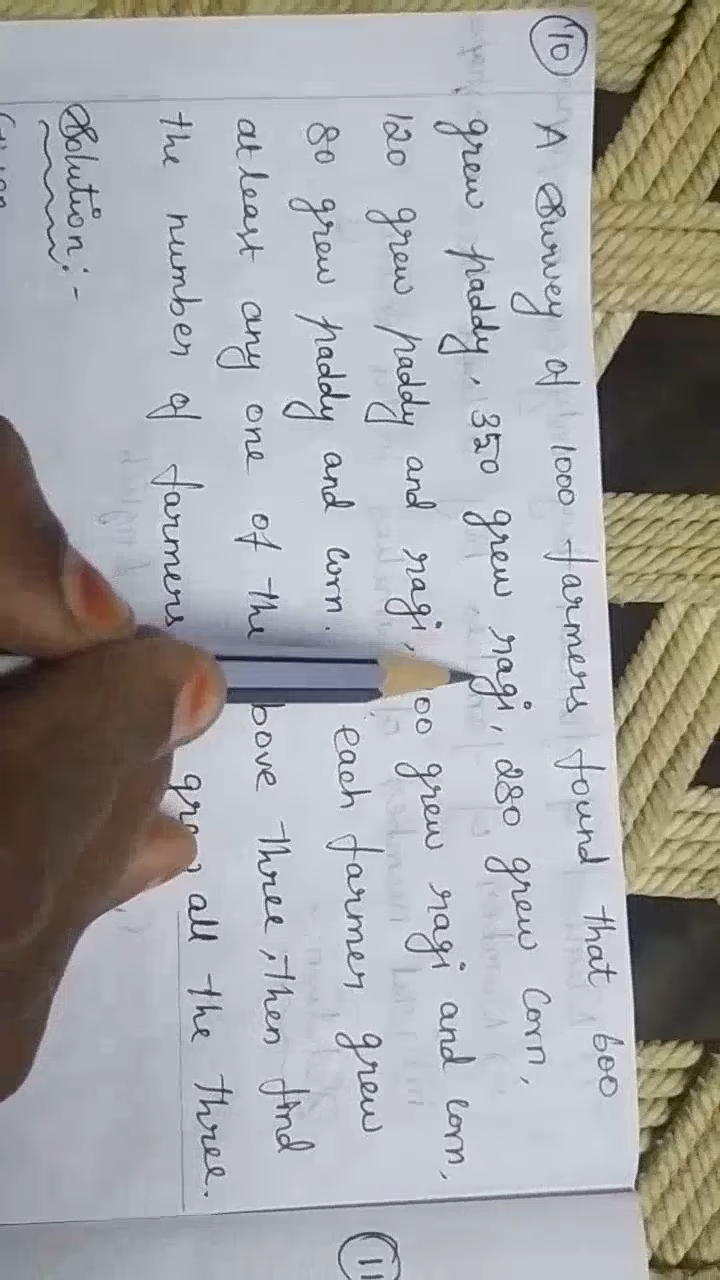 10
A Survey of 1000 farmers found that 600
grew paddy, 350 grew ragi, 280 grew corn,
120 grew paddy and ragi, 00 grew ragi and corn,
80 grew paddy and corn. each farmer grew
at least any one of the bove three, then find
the number of farmers all the three.
Solution:-
11